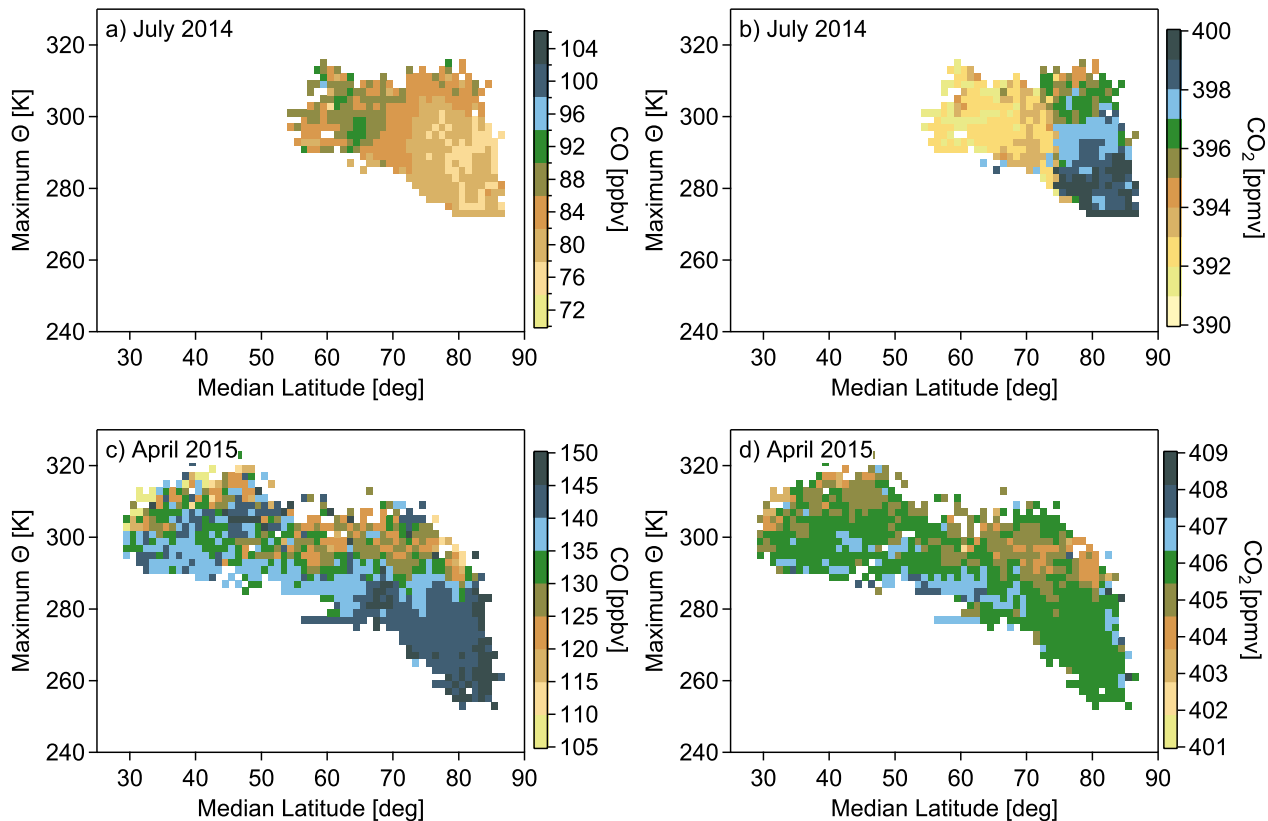 a) July 2014
320
300
280
260
240
Maximum Θ [K]
30 40 50 60 70 80 90
Median Latitude [deg]
104
100
96
92
88
84
80
76
72
CO [ppbv]
b) July 2014
320
300
280
260
240
Maximum Θ [K]
30 40 50 60 70 80 90
Median Latitude [deg]
400
398
396
394
392
390
CO₂ [ppmv]
c) April 2015
320
300
280
260
240
Maximum Θ [K]
30 40 50 60 70 80 90
Median Latitude [deg]
150
145
140
135
130
125
120
115
110
105
CO [ppbv]
d) April 2015
320
300
280
260
240
Maximum Θ [K]
30 40 50 60 70 80 90
Median Latitude [deg]
409
408
407
406
405
404
403
402
401
CO₂ [ppmv]